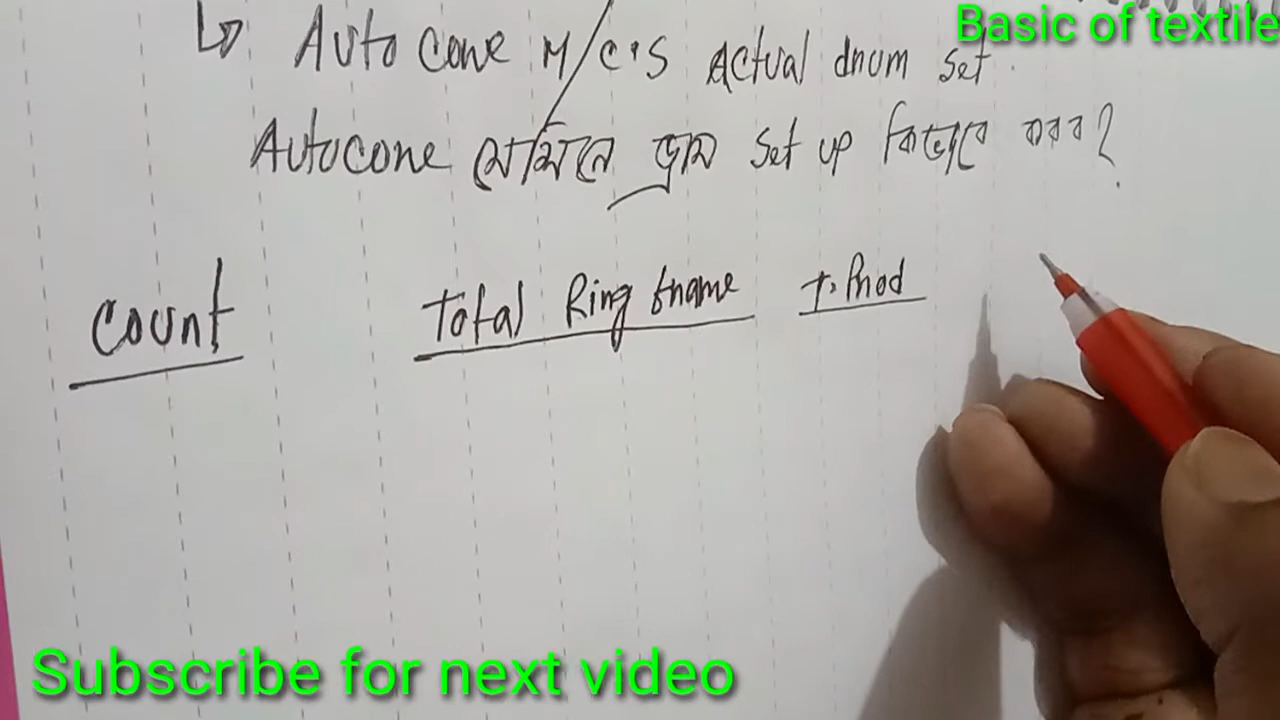 Basic of textile
↳ Auto Cone M/C's Actual drum set.
Autocone মেশিনে ড্রাম set up কিভাবে করব?
Count Total Ring frame T. Prod
Subscribe for next video